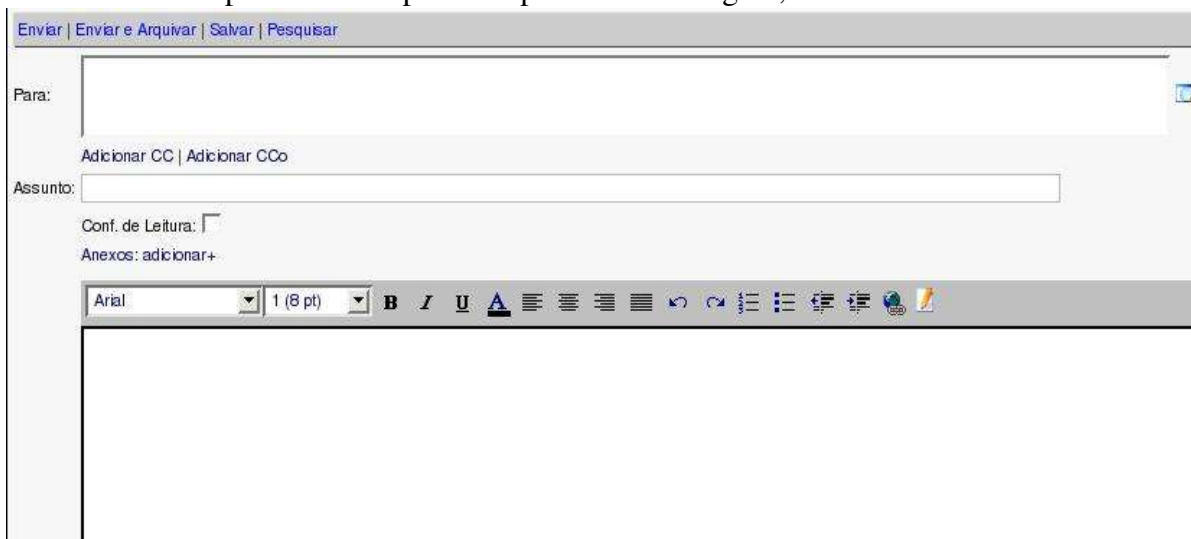 Enviar | Enviar e Arquivar | Salvar | Pesquisar
Para:
Adicionar CC | Adicionar CCo
Assunto:
Conf. de Leitura:
Anexos: adicionar+
Arial 1 (8 pt) B I U A